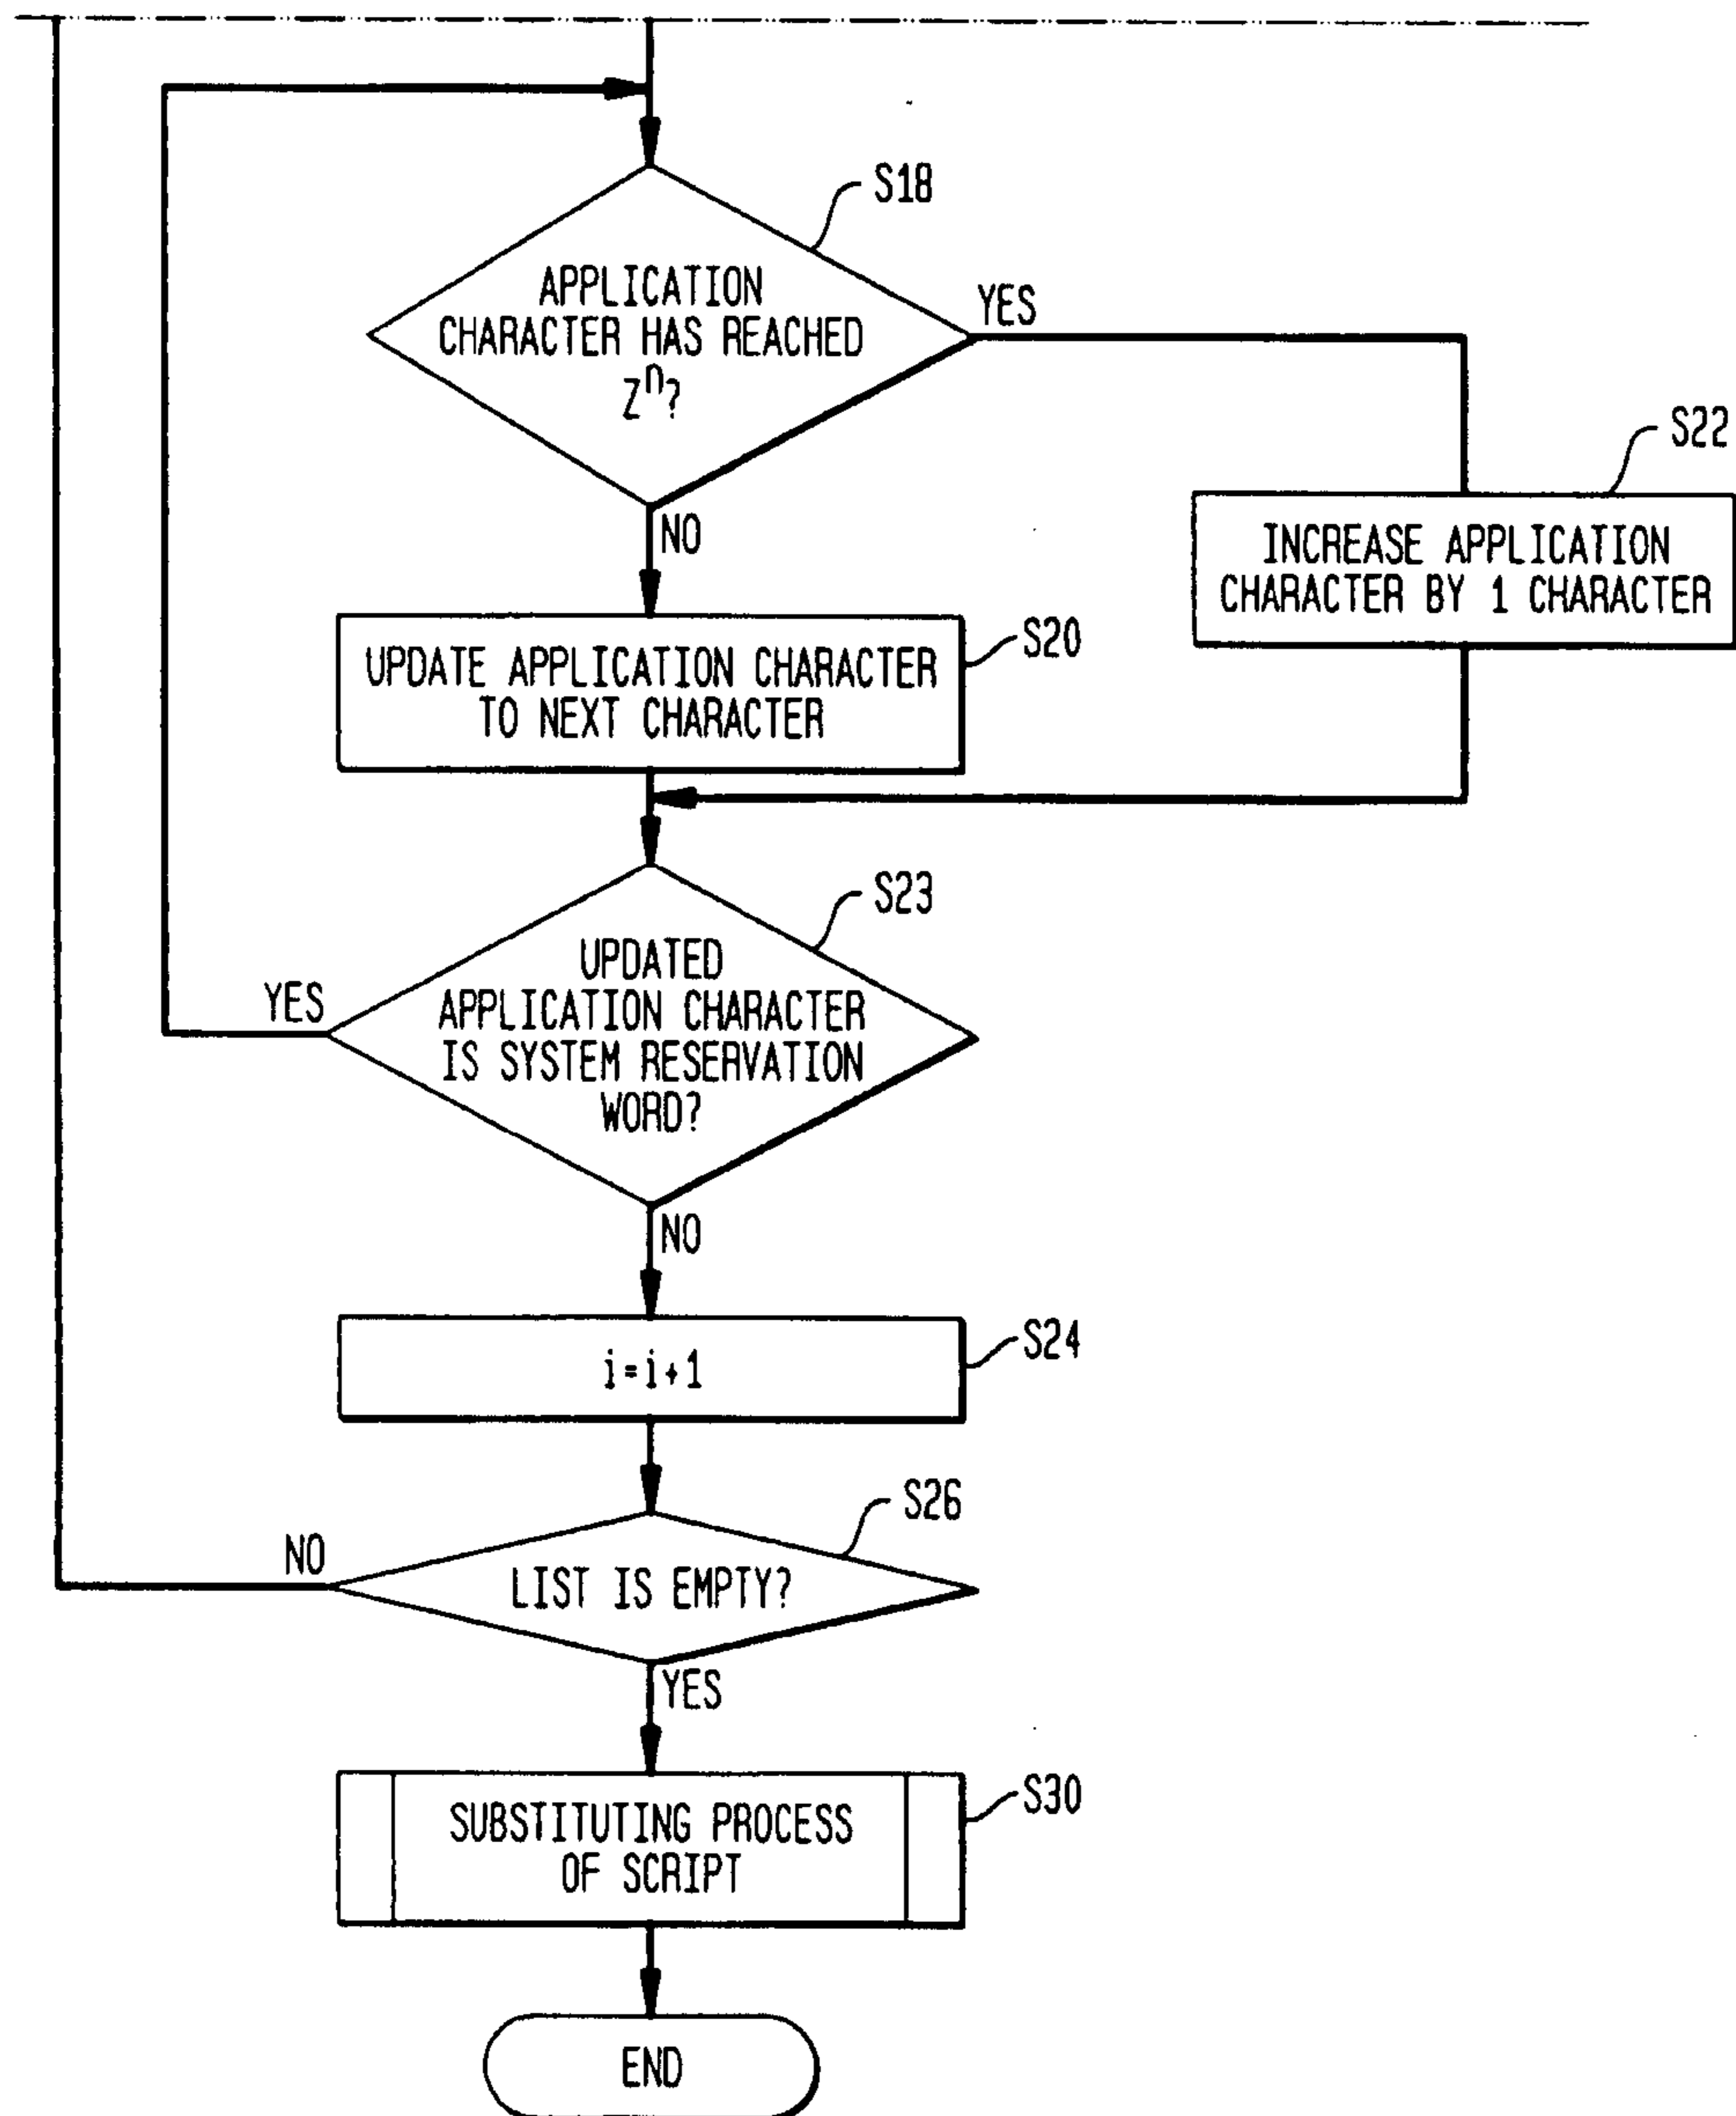 S18
APPLICATION
CHARACTER HAS REACHED
Zⁿ?
YES
NO
S22
INCREASE APPLICATION
CHARACTER BY 1 CHARACTER
S20
UPDATE APPLICATION CHARACTER
TO NEXT CHARACTER
S23
UPDATED
APPLICATION CHARACTER
IS SYSTEM RESERVATION
WORD?
YES
NO
S24
i=i+1
S26
LIST IS EMPTY?
NO
YES
S30
SUBSTITUTING PROCESS
OF SCRIPT
END